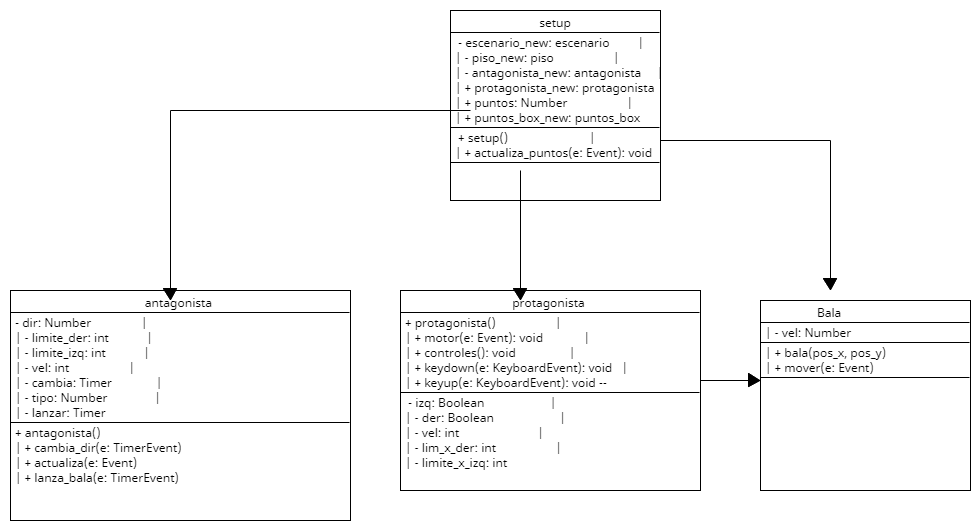 setup
- escenario_new: escenario |
| - piso_new: piso |
| - antagonista_new: antagonista |
| + protagonista_new: protagonista
| + puntos: Number |
| + puntos_box_new: puntos_box
+ setup() |
| + actualiza_puntos(e: Event): void
antagonista
- dir: Number |
| - limite_der: int |
| - limite_izq: int |
| - vel: int |
| - cambia: Timer |
| - tipo: Number |
| - lanzar: Timer
+ antagonista()
| + cambia_dir(e: TimerEvent)
| + actualiza(e: Event)
| + lanza_bala(e: TimerEvent)
protagonista
+ protagonista() |
| + motor(e: Event): void |
| + controles(): void |
| + keydown(e: KeyboardEvent): void |
| + keyup(e: KeyboardEvent): void --
- izq: Boolean |
| - der: Boolean |
| - vel: int |
| - lim_x_der: int |
| - limite_x_izq: int
Bala
| - vel: Number
| + bala(pos_x, pos_y)
| + mover(e: Event)